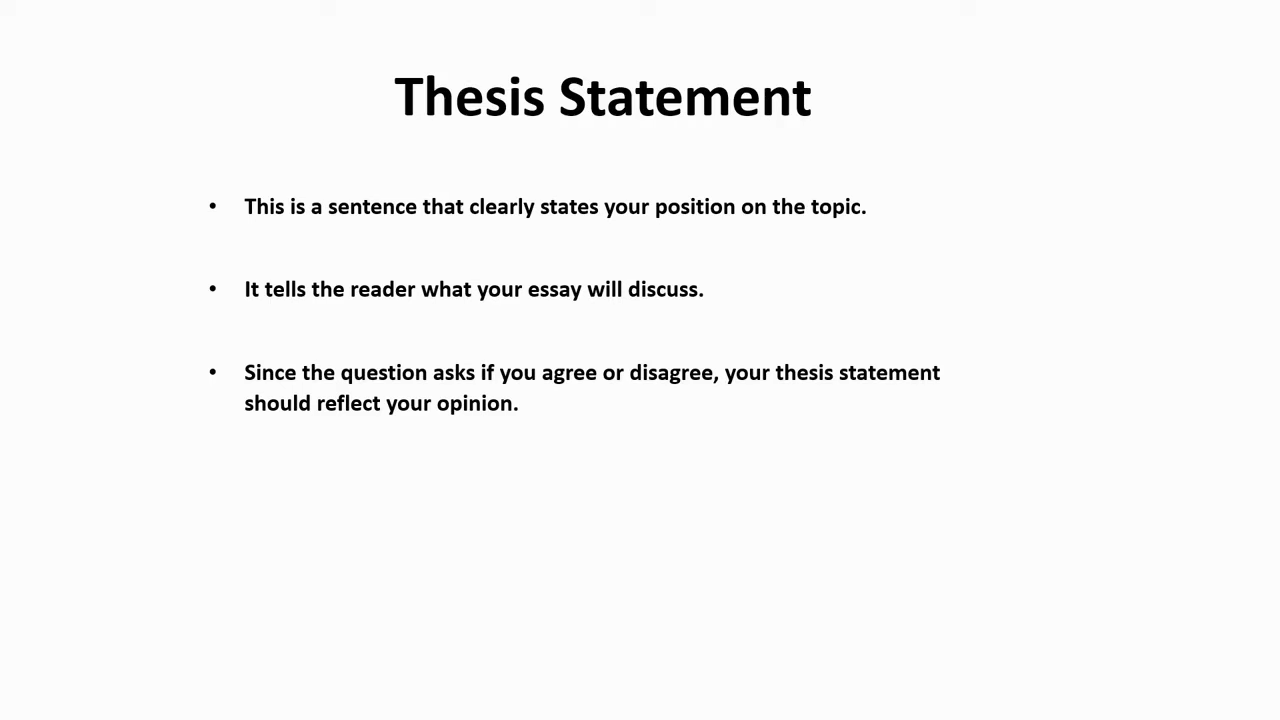 Thesis Statement
• This is a sentence that clearly states your position on the topic.
• It tells the reader what your essay will discuss.
• Since the question asks if you agree or disagree, your thesis statement
should reflect your opinion.